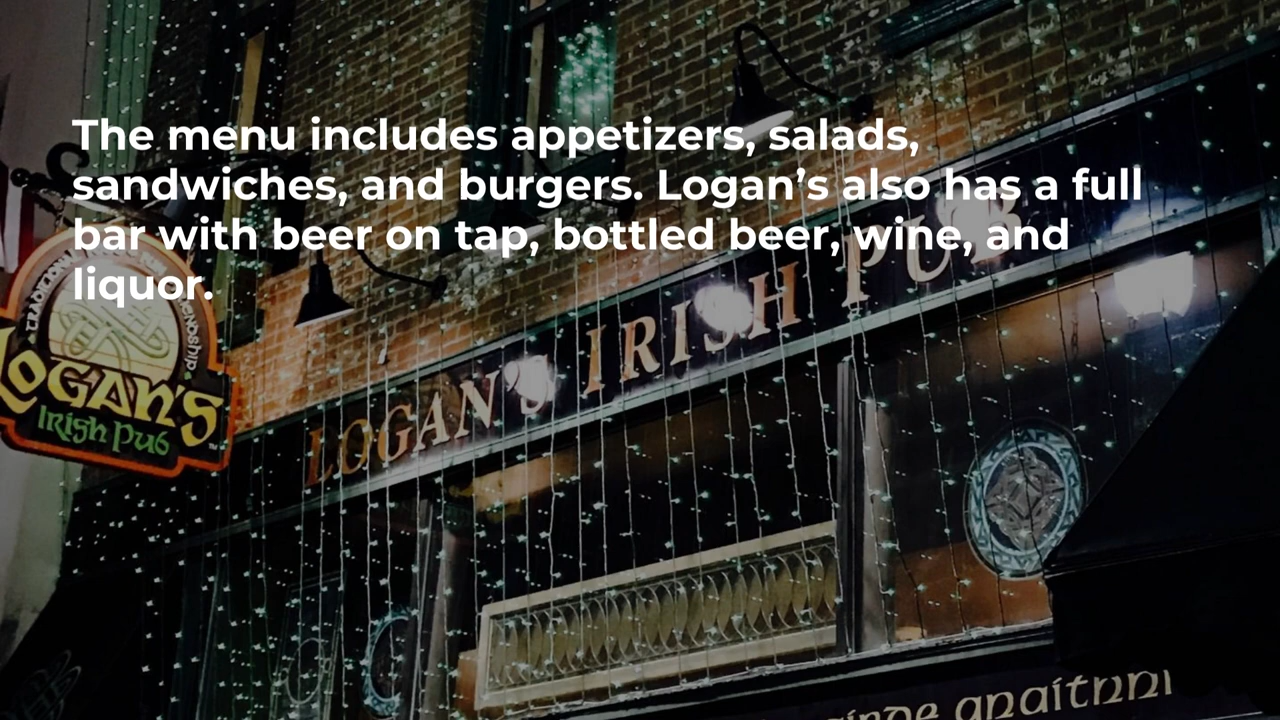 The menu includes appetizers, salads,
sandwiches, and burgers. Logan’s also has a full
bar with beer on tap, bottled beer, wine, and
liquor.
TRADITION
LOGAN'S
Irish Pub
LOGAN'S IRISH PUB